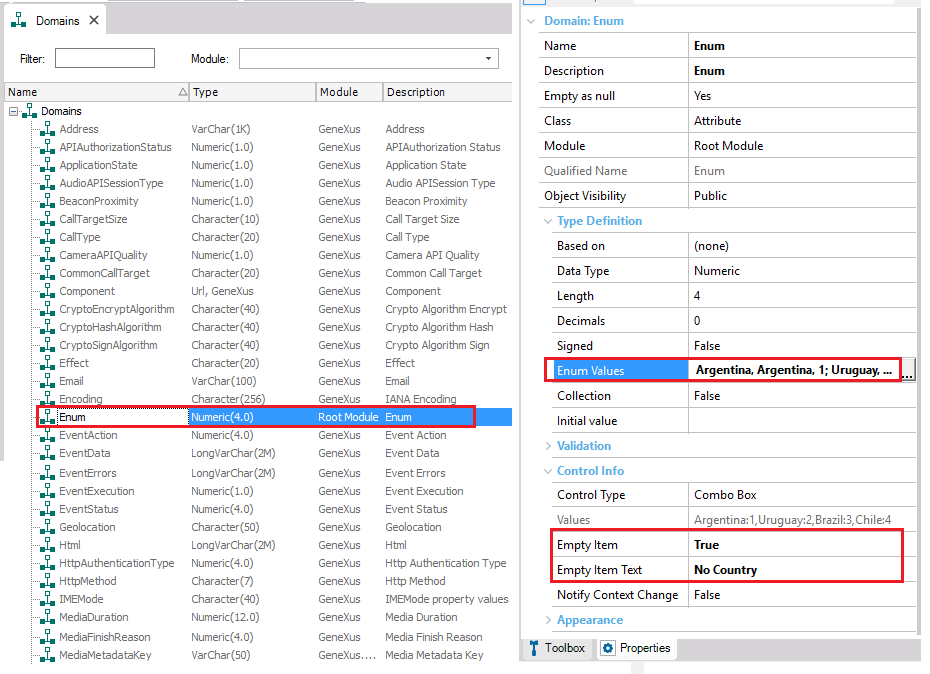 Domains
Filter:
Module:
Name Type Module Description
Domains
Address VarChar(1K) GeneXus Address
APIAuthorizationStatus Numeric(1.0) GeneXus APIAuthorization Status
ApplicationState Numeric(1.0) GeneXus Application State
AudioAPISessionType Numeric(1.0) GeneXus Audio APISession Type
BeaconProximity Numeric(1.0) GeneXus Beacon Proximity
CallTargetSize Character(10) GeneXus Call Target Size
CallType Character(20) GeneXus Call Type
CameraAPIQuality Numeric(1.0) GeneXus Camera API Quality
CommonCallTarget Character(20) GeneXus Common Call Target
Component Url, GeneXus GeneXus Component
CryptoEncryptAlgorithm Character(40) GeneXus Crypto Algorithm Encrypt
CryptoHashAlgorithm Character(40) GeneXus Crypto Algorithm Hash
CryptoSignAlgorithm Character(40) GeneXus Crypto Algorithm Sign
Effect Character(20) GeneXus Effect
Email VarChar(100) GeneXus Email
Encoding Character(256) GeneXus IANA Encoding
Enum Numeric(4.0) Root Module Enum
EventAction Numeric(4.0) GeneXus Event Action
EventData LongVarChar(2M) GeneXus Event Data
EventErrors LongVarChar(2M) GeneXus Event Errors
EventExecution Numeric(1.0) GeneXus Event Execution
EventStatus Numeric(4.0) GeneXus Event Status
Geolocation Character(50) GeneXus Geolocation
Html LongVarChar(2M) GeneXus Html
HttpAuthenticationType Numeric(4.0) GeneXus Http Authentication Type
HttpMethod Character(7) GeneXus Http Method
IMEMode Character(40) GeneXus IMEMode property values
MediaDuration Numeric(12.0) GeneXus Media Duration
MediaFinishReason Numeric(4.0) GeneXus Media Finish Reason
MediaMetadataKey VarChar(50) GeneXus.... Media Metadata Key
Domain: Enum
Name Enum
Description Enum
Empty as null Yes
Class Attribute
Module Root Module
Qualified Name Enum
Object Visibility Public
Type Definition
Based on (none)
Data Type Numeric
Length 4
Decimals 0
Signed False
Enum Values Argentina, Argentina, 1; Uruguay, ... ...
Collection False
Initial value
Validation
Control Info
Control Type Combo Box
Values Argentina:1,Uruguay:2,Brazil:3,Chile:4
Empty Item True
Empty Item Text No Country
Notify Context Change False
Appearance
Toolbox Properties